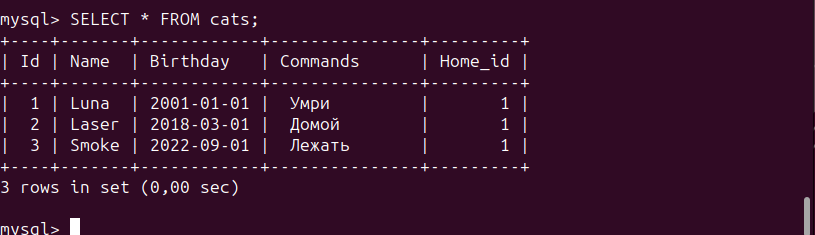 mysql> SELECT * FROM cats;
+----+-------+------------+---------------+---------+
| Id | Name  | Birthday   | Commands      | Home_id |
+----+-------+------------+---------------+---------+
|  1 | Luna  | 2001-01-01 |  Умри         |       1 |
|  2 | Laser | 2018-03-01 |  Домой        |       1 |
|  3 | Smoke | 2022-09-01 |  Лежать       |       1 |
+----+-------+------------+---------------+---------+
3 rows in set (0,00 sec)
mysql>